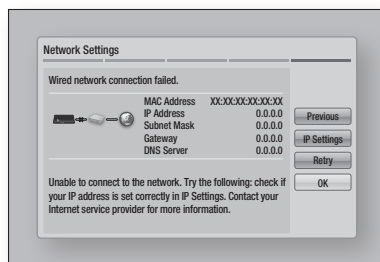 Network Settings
Wired network connection failed.
MAC Address XX:XX:XX:XX:XX:XX
IP Address 0.0.0.0
Subnet Mask 0.0.0.0
Gateway 0.0.0.0
DNS Server 0.0.0.0
Previous
IP Settings
Retry
OK
Unable to connect to the network. Try the following: check if
your IP address is set correctly in IP Settings. Contact your
Internet service provider for more information.